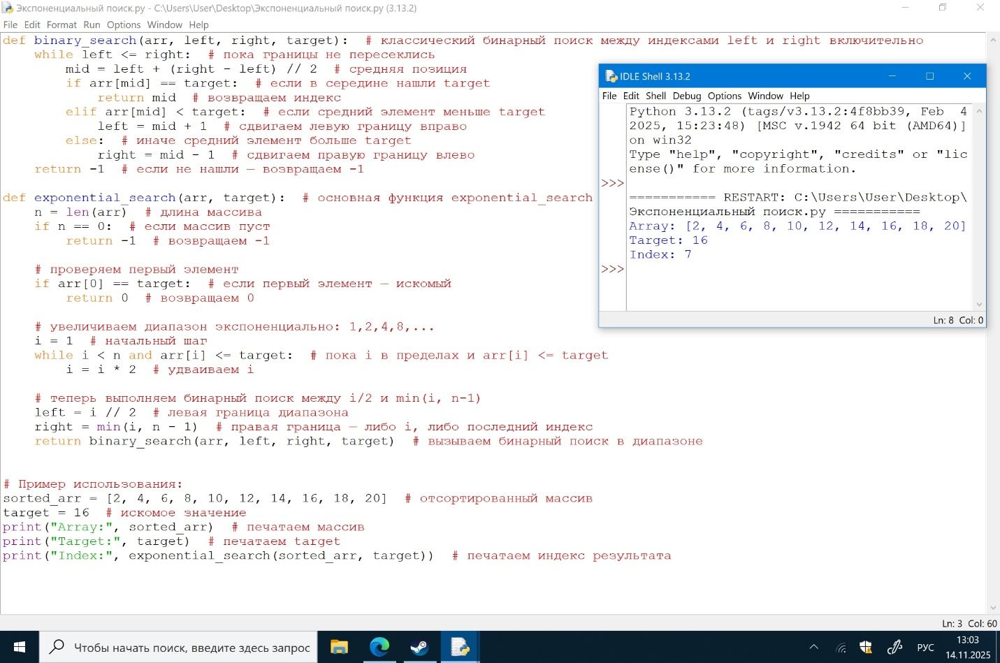 Экспоненциальный поиск.py - C:\Users\User\Desktop\Экспоненциальный поиск.py (3.13.2)
File Edit Format Run Options Window Help
def binary_search(arr, left, right, target):  # классический бинарный поиск между индексами left и right включительно
    while left <= right:  # пока границы не пересеклись
        mid = left + (right - left) // 2  # средняя позиция
        if arr[mid] == target:  # если в середине нашли target
            return mid  # возвращаем индекс
        elif arr[mid] < target:  # если средний элемент меньше target
            left = mid + 1  # сдвигаем левую границу вправо
        else:  # иначе средний элемент больше target
            right = mid - 1  # сдвигаем правую границу влево
    return -1  # если не нашли — возвращаем -1
def exponential_search(arr, target):  # основная функция exponential_search
    n = len(arr)  # длина массива
    if n == 0:  # если массив пуст
        return -1  # возвращаем -1
    # проверяем первый элемент
    if arr[0] == target:  # если первый элемент — искомый
        return 0  # возвращаем 0
    # увеличиваем диапазон экспоненциально: 1,2,4,8,...
    i = 1  # начальный шаг
    while i < n and arr[i] <= target:  # пока i в пределах и arr[i] <= target
        i = i * 2  # удваиваем i
    # теперь выполняем бинарный поиск между i/2 и min(i, n-1)
    left = i // 2  # левая граница диапазона
    right = min(i, n - 1)  # правая граница — либо i, либо последний индекс
    return binary_search(arr, left, right, target)  # вызываем бинарный поиск в диапазоне
# Пример использования:
sorted_arr = [2, 4, 6, 8, 10, 12, 14, 16, 18, 20]  # отсортированный массив
target = 16  # искомое значение
print("Array:", sorted_arr)  # печатаем массив
print("Target:", target)  # печатаем target
print("Index:", exponential_search(sorted_arr, target))  # печатаем индекс результата
IDLE Shell 3.13.2
File Edit Shell Debug Options Window Help
Python 3.13.2 (tags/v3.13.2:4f8bb39, Feb  4
2025, 15:23:48) [MSC v.1942 64 bit (AMD64)]
on win32
Type "help", "copyright", "credits" or "lic
ense()" for more information.
>>>
=========== RESTART: C:\Users\User\Desktop\
Экспоненциальный поиск.py ===========
Array: [2, 4, 6, 8, 10, 12, 14, 16, 18, 20]
Target: 16
Index: 7
>>>
Ln: 8 Col: 0
Ln: 3 Col: 60
Чтобы начать поиск, введите здесь запрос
РУС
13:03
14.11.2025